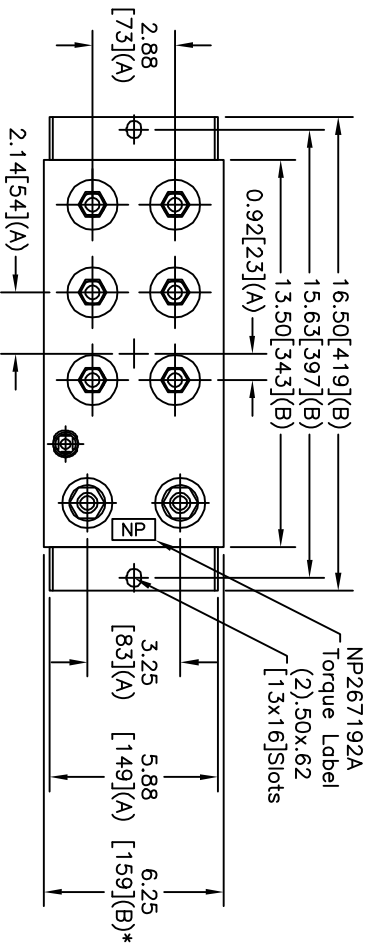 16.50[419](B)
15.63[397](B)
13.50[343](B)
0.92[23](A)
2.88
[73](A)
2.14[54](A)
NP
NP267192A
Torque Label
(2).50x.62
[13x16]Slots
3.25
[83](A)
5.88
[149](A)
6.25
[159](B)*